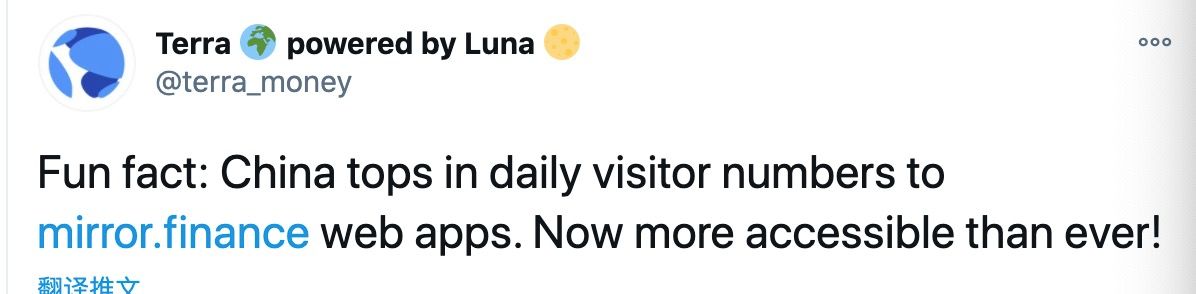 Terra 🌍 powered by Luna 🌕
@terra_money
Fun fact: China tops in daily visitor numbers to
mirror.finance web apps. Now more accessible than ever!
翻译推文